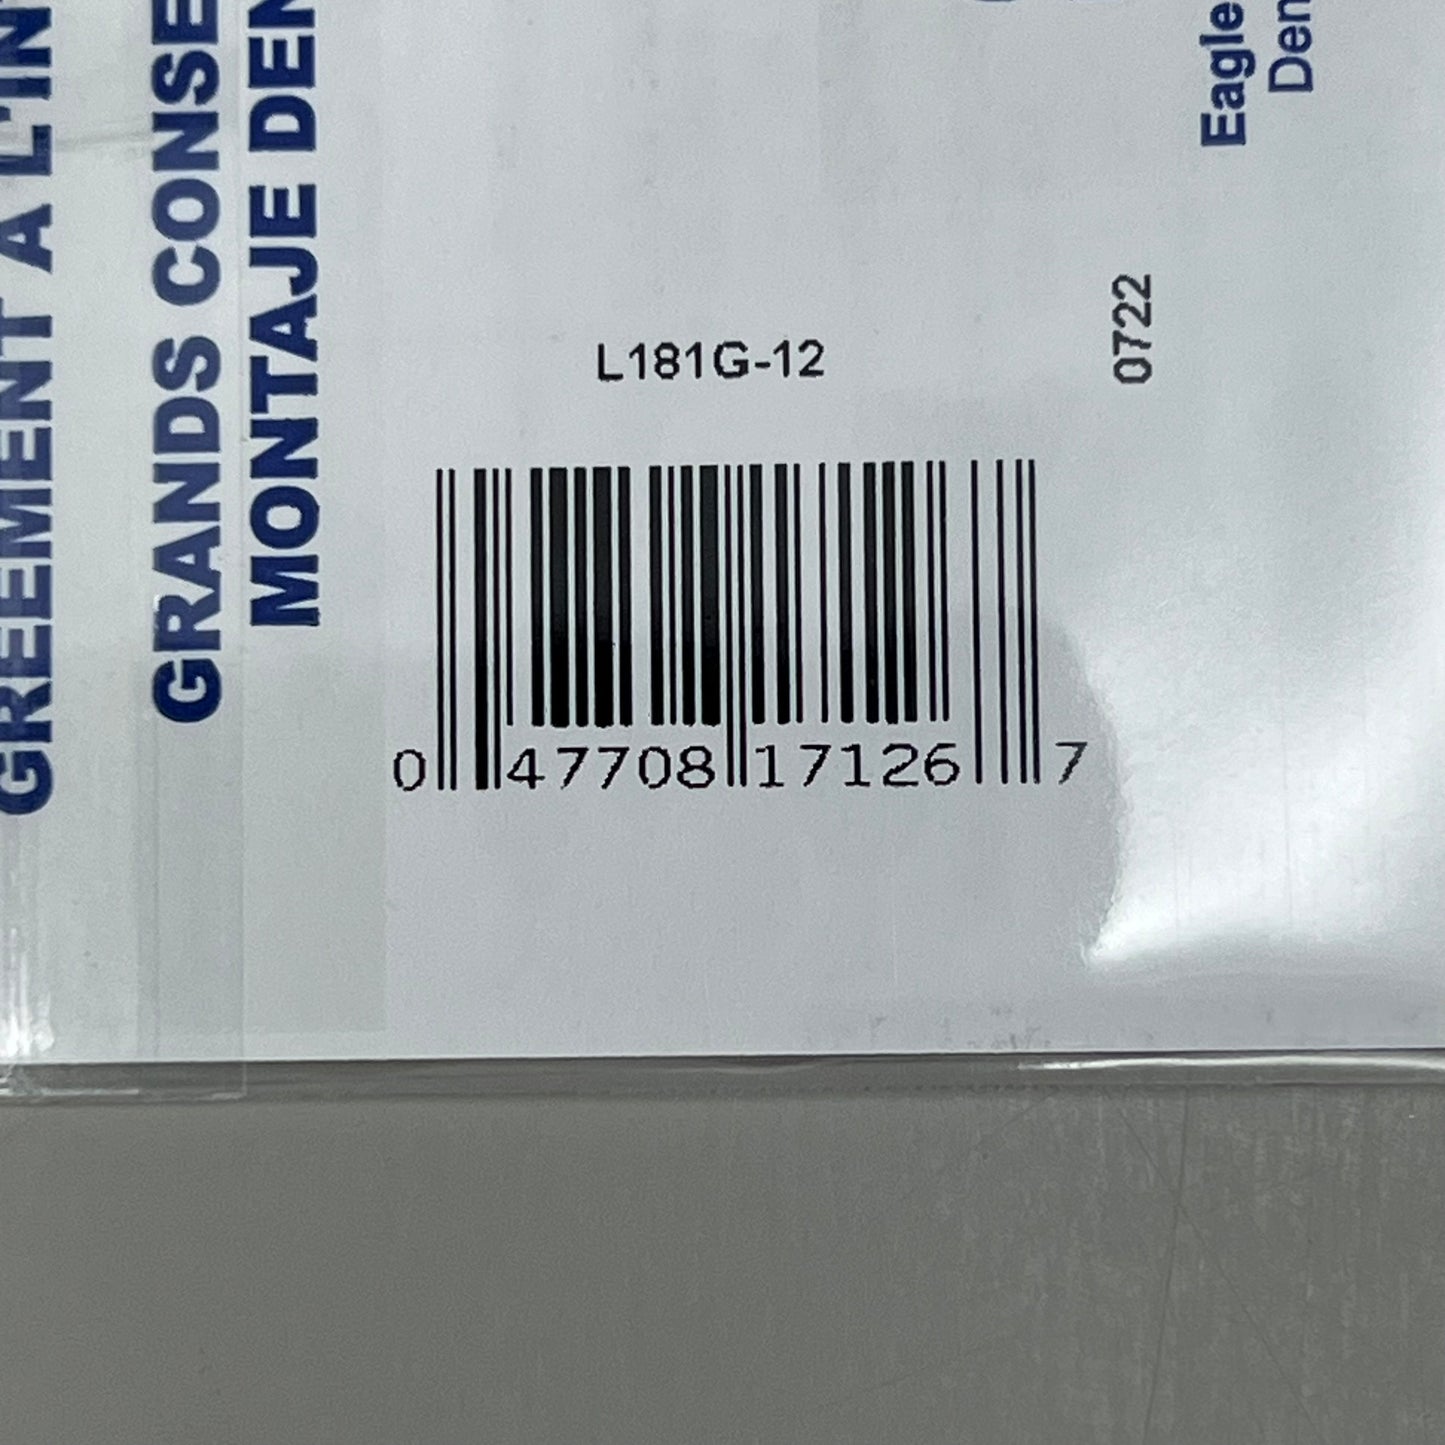 GREEMENT A L'IN
GRANDS CONSE
MONTAJE DEN
Eagle
Den
0722
L181G-12
0 47708 17126 7